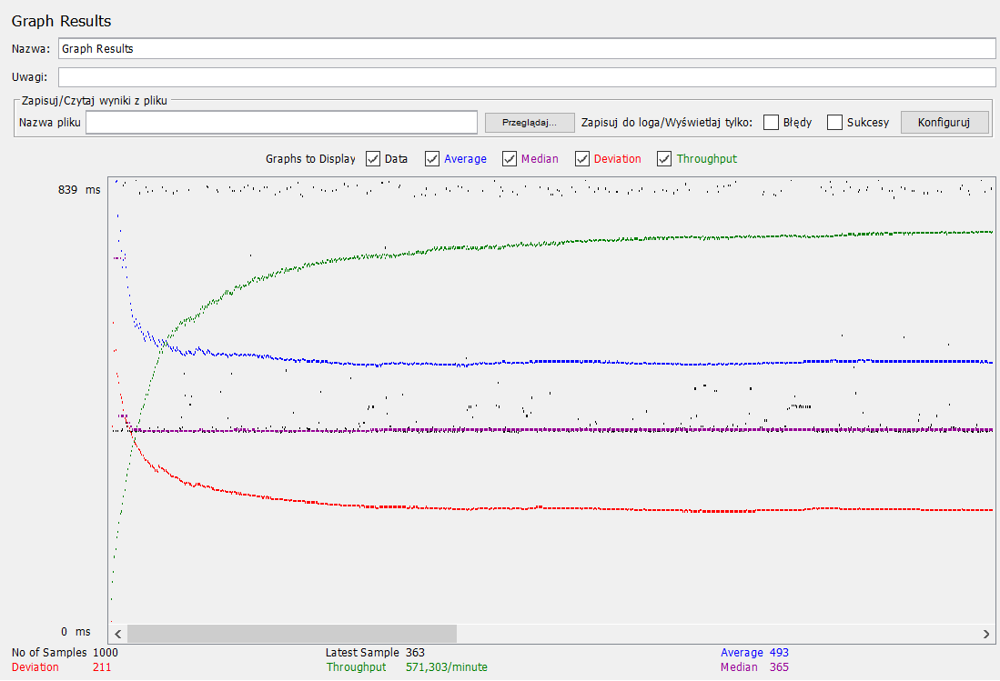 Graph Results
Nazwa: Graph Results
Uwagi:
Zapisuj/Czytaj wyniki z pliku
Nazwa pliku Przeglądaj... Zapisuj do loga/Wyświetlaj tylko: Błędy Sukcesy Konfiguruj
Graphs to Display Data Average Median Deviation Throughput
839 ms
0 ms
No of Samples 1000 Latest Sample 363 Average 493
Deviation 211 Throughput 571,303/minute Median 365